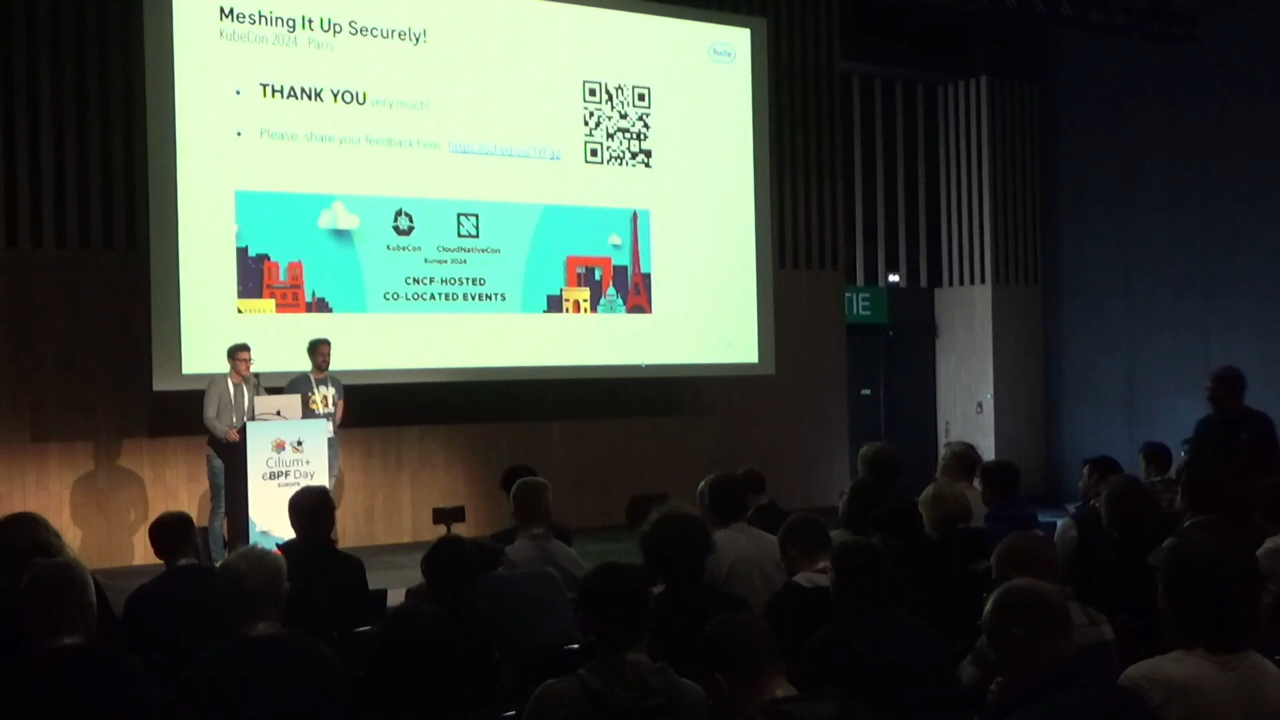 Meshing It Up Securely!
KubeCon 2024 - Paris
Roche
THANK YOU very much!
Please, share your feedback here:
KubeCon
CloudNativeCon
Europe 2024
CNCF-HOSTED
CO-LOCATED EVENTS
TIE
Cilium+
eBPF Day
EUROPE